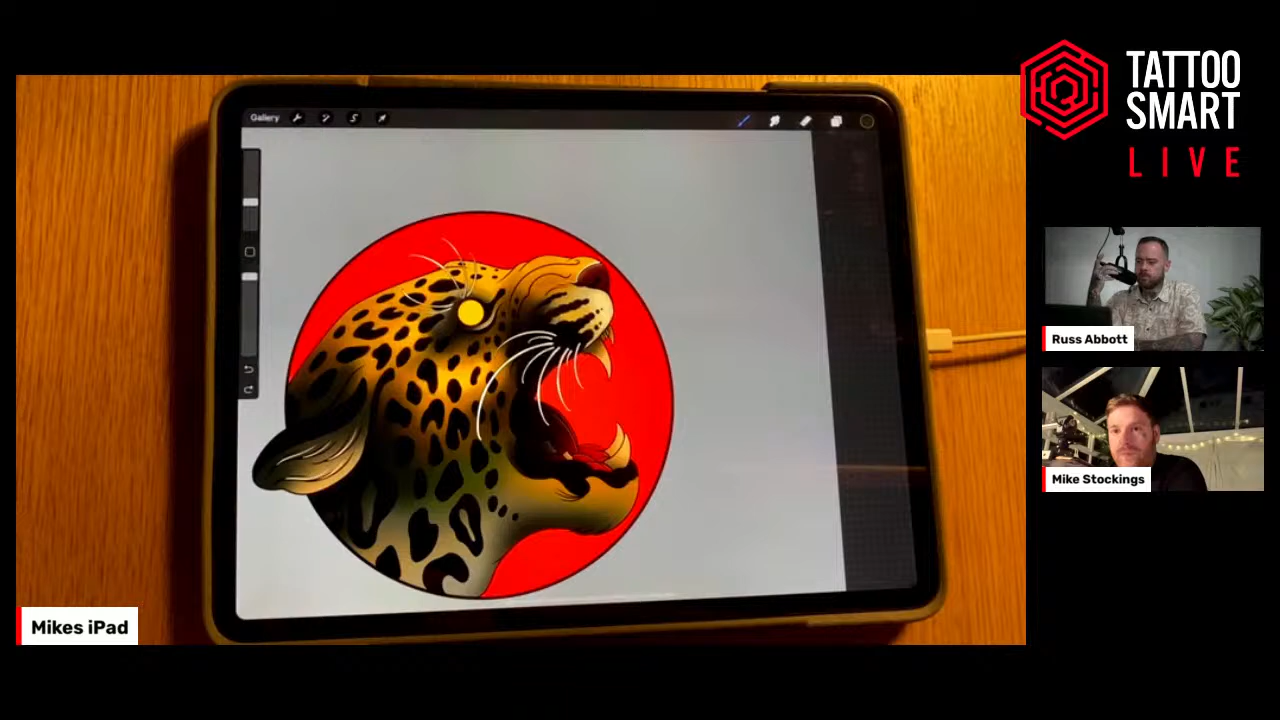 TATTOO
SMART
LIVE
Gallery
Russ Abbott
Mike Stockings
Mikes iPad